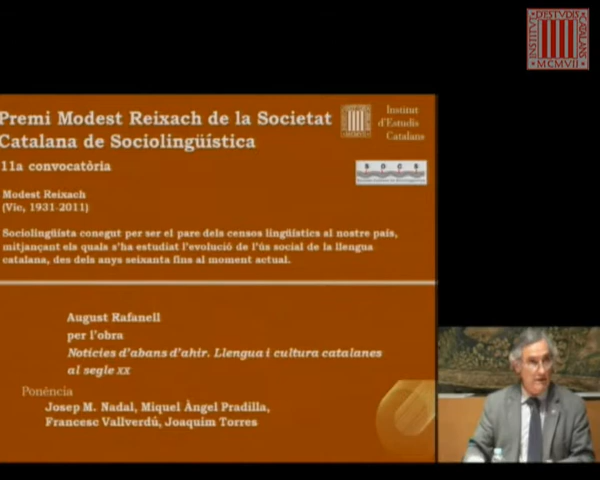 INSTITUT D'ESTVDIS CATALANS
MCMVII
Premi Modest Reixach de la Societat
Catalana de Sociolingüística
11a convocatòria
Institut
d'Estudis
Catalans
S O C S
Modest Reixach
(Vic, 1931-2011)
Sociolingüista conegut per ser el pare dels censos lingüístics al nostre país,
mitjançant els quals s'ha estudiat l'evolució de l'ús social de la llengua
catalana, des dels anys seixanta fins al moment actual.
August Rafanell
per l'obra
Notícies d'abans d'ahir. Llengua i cultura catalanes
al segle XX
Ponència
Josep M. Nadal, Miquel Àngel Pradilla,
Francesc Vallverdú, Joaquim Torres